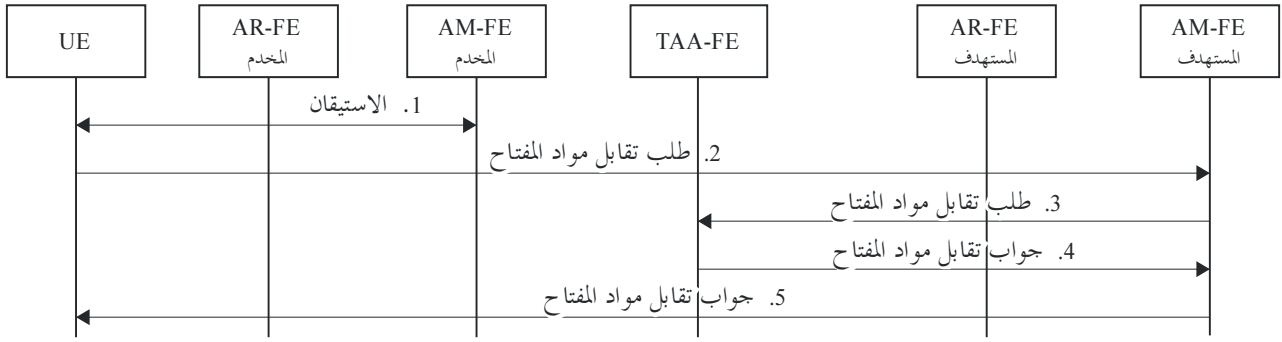 UE
AR-FE
المخدم
AM-FE
المخدم
TAA-FE
AR-FE
المستهدف
AM-FE
المستهدف
1. الاستيقان
2. طلب تقابل مواد المفتاح
3. طلب تقابل مواد المفتاح
4. جواب تقابل مواد المفتاح
5. جواب تقابل مواد المفتاح